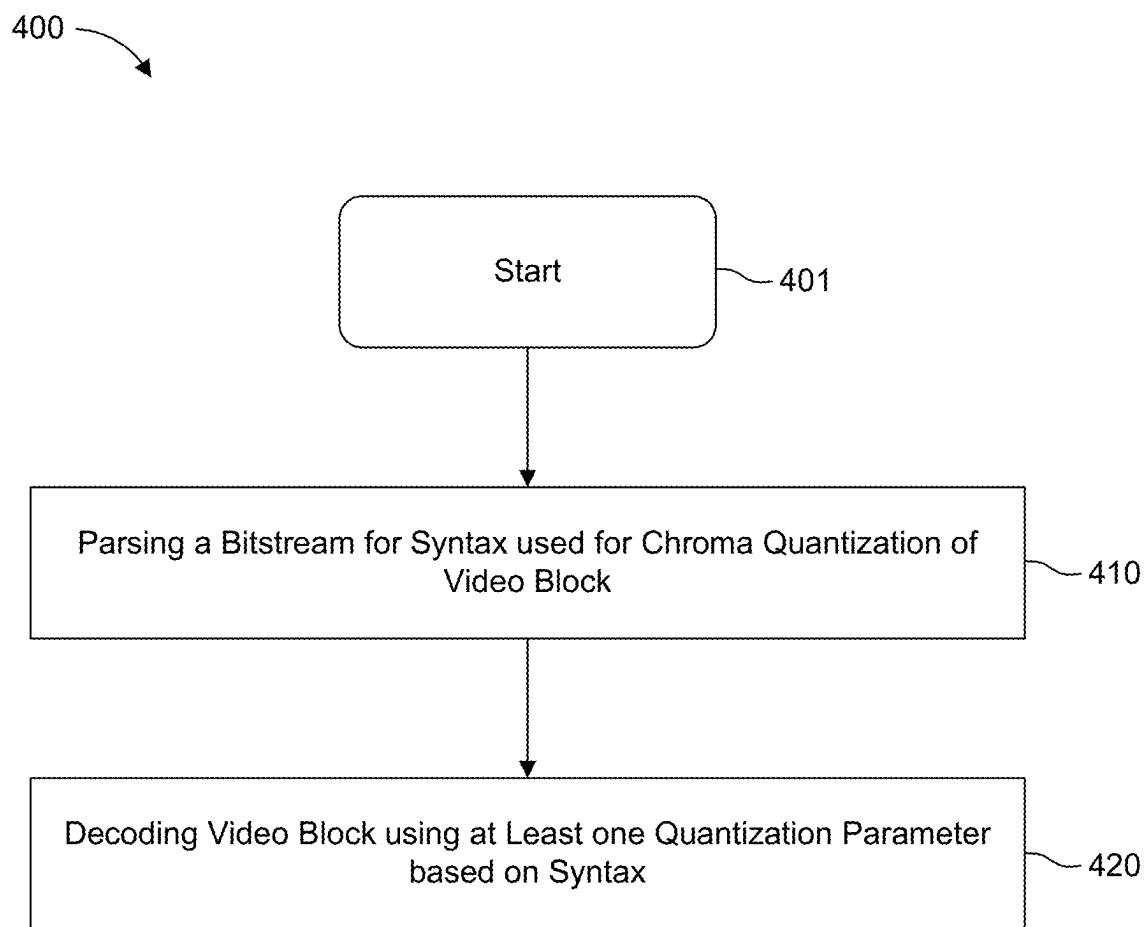 400
Start
401
Parsing a Bitstream for Syntax used for Chroma Quantization of
Video Block
410
Decoding Video Block using at Least one Quantization Parameter
based on Syntax
420